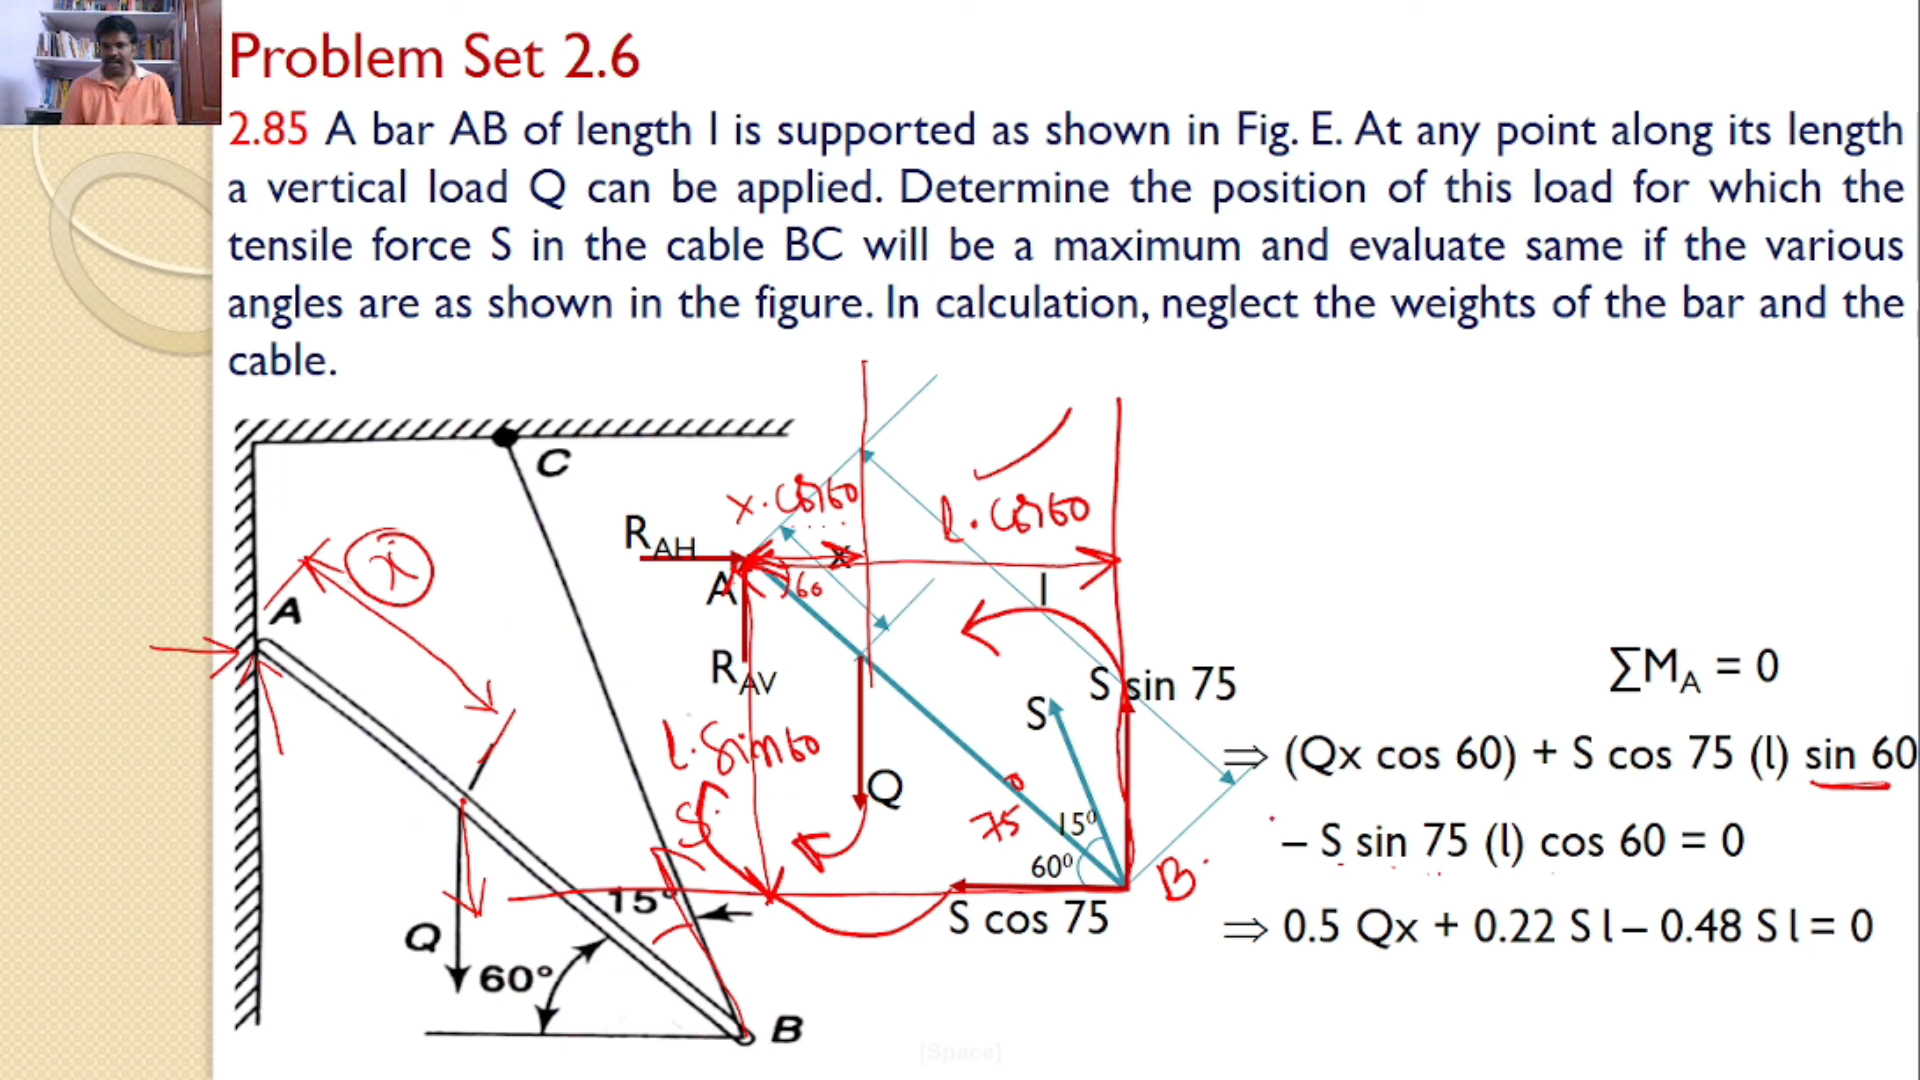 Problem Set 2.6
2.85 A bar AB of length l is supported as shown in Fig. E. At any point along its length
a vertical load Q can be applied. Determine the position of this load for which the
tensile force S in the cable BC will be a maximum and evaluate same if the various
angles are as shown in the figure. In calculation, neglect the weights of the bar and the
cable.
C
x
A
Q
15°
60°
B
x. Cos60
l. Cos60
R_AH
x
A
60
l
R_AV
S sin 75
S
l. Sin60
S.
Q
75°
15⁰
60⁰
B
S cos 75
∑M_A = 0
⇒ (Qx cos 60) + S cos 75 (l) sin 60
– S sin 75 (l) cos 60 = 0
⇒ 0.5 Qx + 0.22 S l – 0.48 S l = 0
[Space]